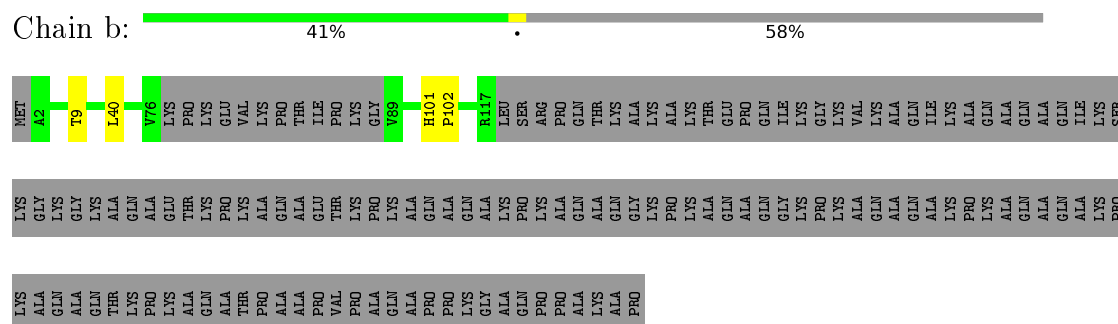 Chain b:
41%
•
58%
MET A2 T9 L40 V76 LYS PRO LYS GLU VAL LYS PRO THR ILE PRO LYS GLY V89 H101 P102 R117 LEU SER ARG PRO GLN THR LYS ALA LYS ALA LYS THR GLU PRO GLN ILE LYS GLY LYS VAL LYS ALA GLN ILE LYS ALA GLN ALA GLN ALA GLN ILE LYS SER
LYS GLY LYS GLY LYS ALA GLN ALA GLU THR LYS PRO LYS ALA GLN ALA GLU THR LYS PRO LYS ALA GLN ALA GLN ALA LYS PRO LYS ALA GLN ALA GLN GLY LYS PRO LYS ALA GLN ALA GLN GLY LYS PRO LYS ALA GLN ALA GLN ALA LYS PRO LYS ALA GLN ALA GLN ALA LYS PRO
LYS ALA GLN ALA GLN THR LYS PRO LYS ALA GLN ALA THR PRO ALA ALA PRO VAL PRO ALA GLN ALA PRO PRO LYS GLY ALA GLN PRO PRO ALA LYS ALA PRO